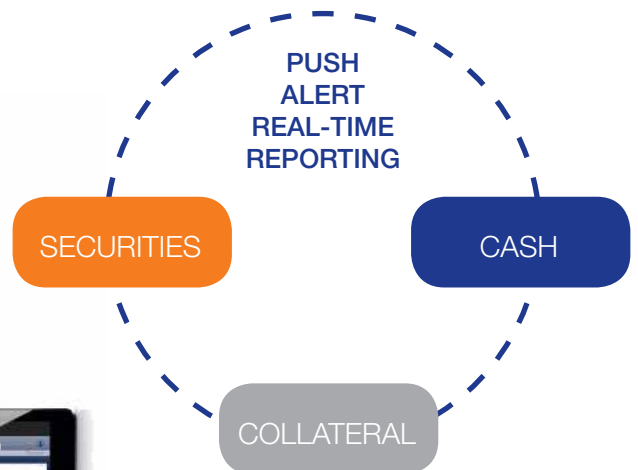 PUSH
ALERT
REAL-TIME
REPORTING
SECURITIES
CASH
COLLATERAL